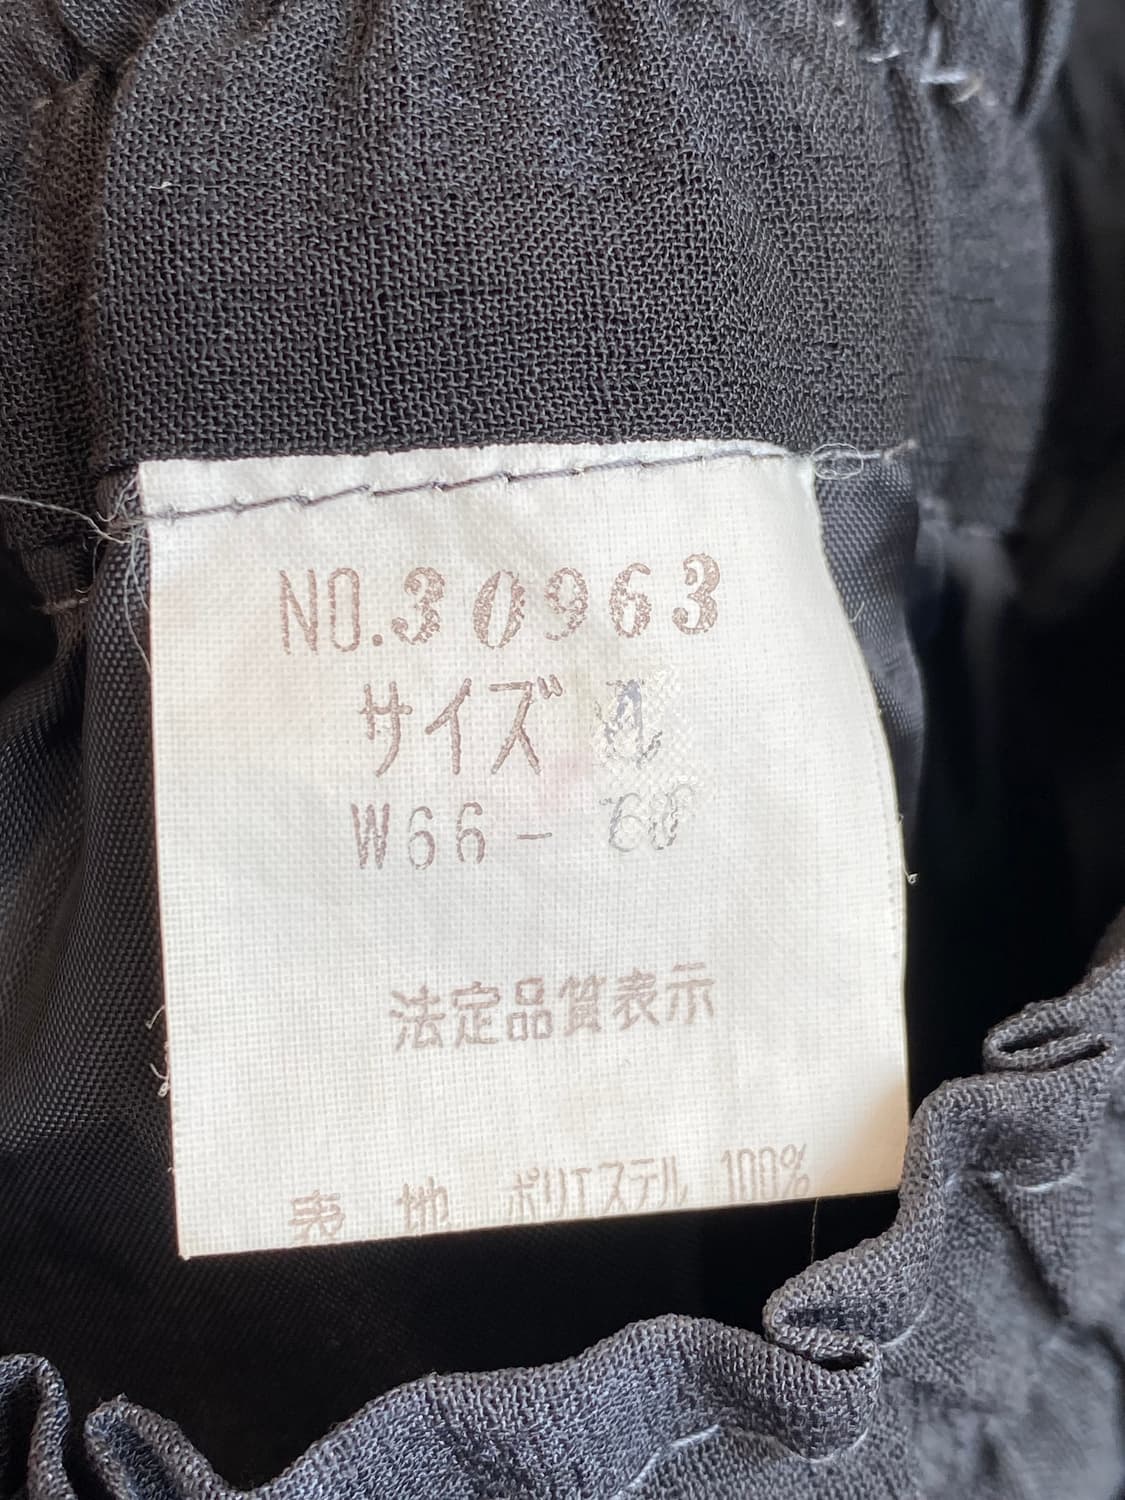 NO.30963
サイズ
W66-
法定品質表示
表地 ポリエステル 100%